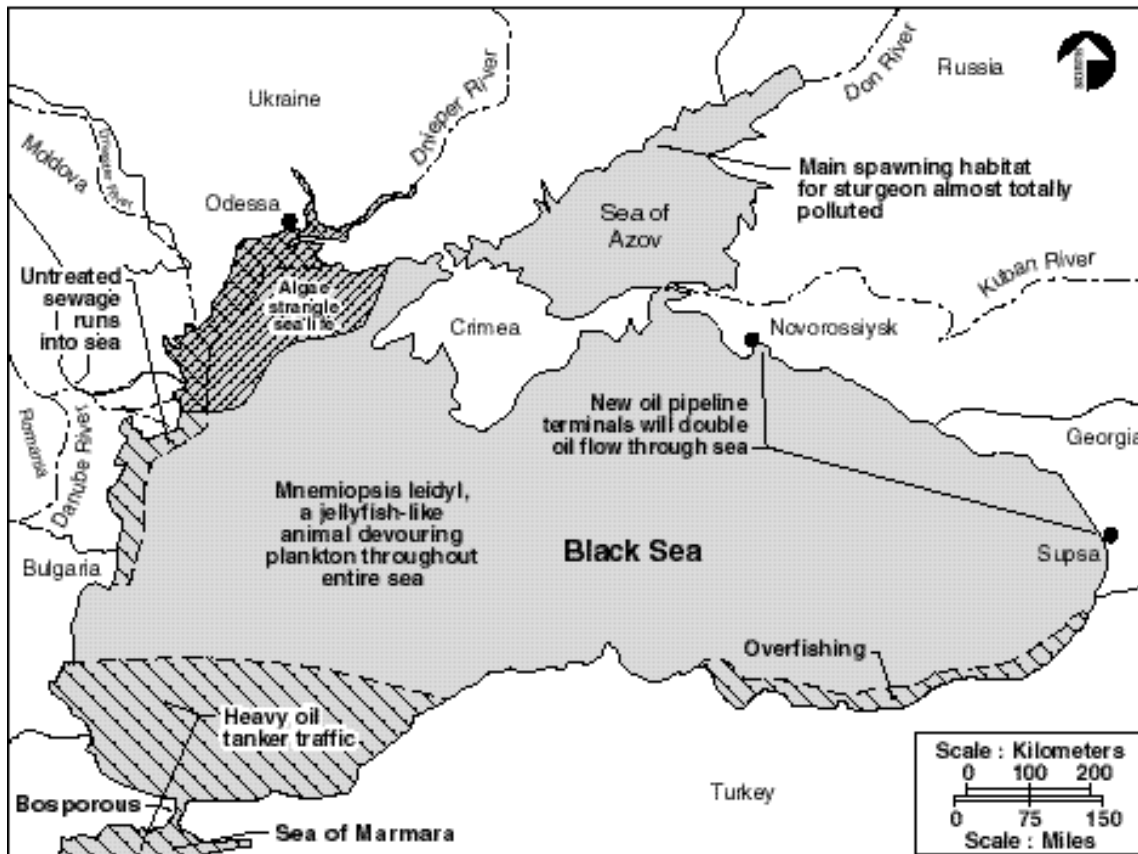 Ukraine
Dnieper River
Don River
Russia
Moldova
Dniester River
Odessa
Main spawning habitat
for sturgeon almost totally
polluted
Sea of
Azov
Untreated
sewage
runs
into sea
Algae
strangle
sea life
Kuban River
Crimea
Novorossiysk
New oil pipeline
terminals will double
oil flow through sea
Georgia
Romania
Danube River
Mnemiopsis leidyl,
a jellyfish-like
animal devouring
plankton throughout
entire sea
Black Sea
Supsa
Bulgaria
Overfishing
Heavy oil
tanker traffic
Bosporous
Sea of Marmara
Turkey
Scale : Kilometers
0 100 200
0 75 150
Scale : Miles